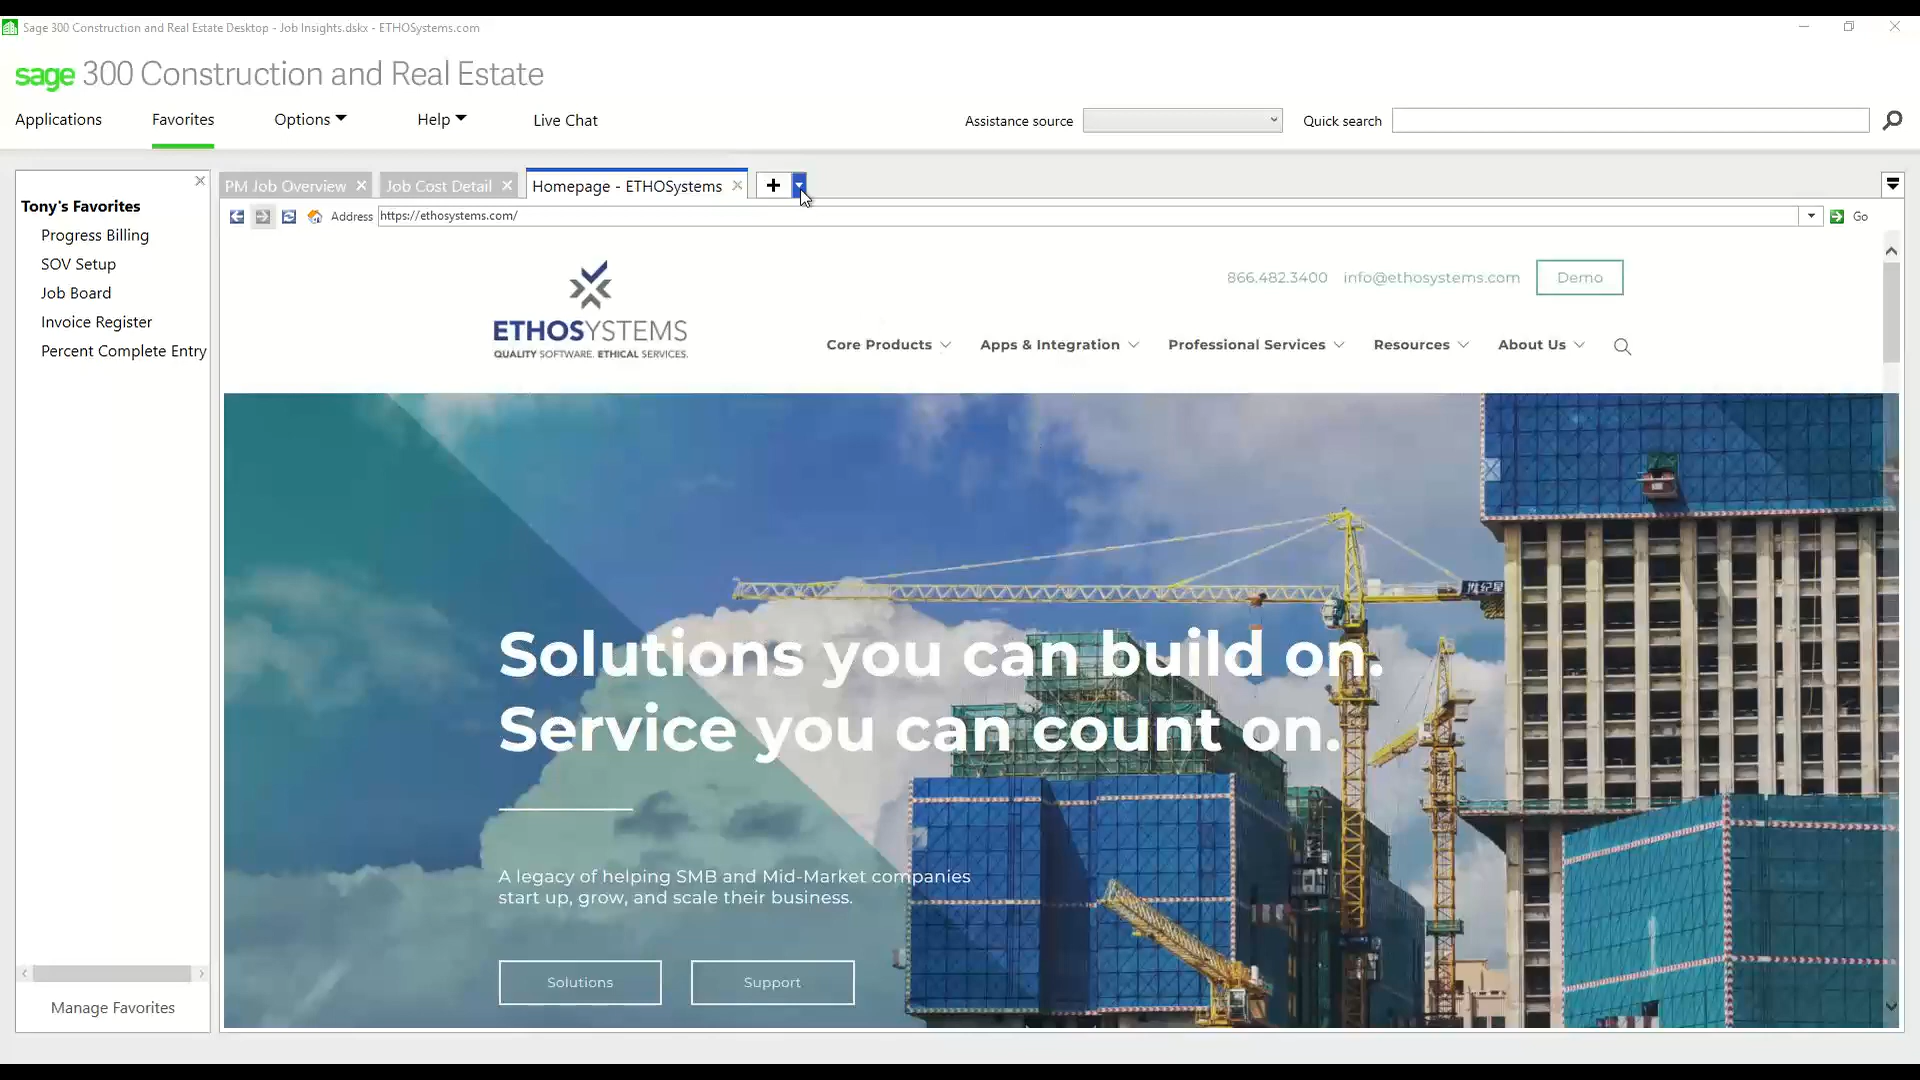 Sage 300 Construction and Real Estate Desktop - Job Insights.dskx - ETHOSystems.com
sage 300 Construction and Real Estate
Applications Favorites Options Help Live Chat Assistance source Quick search
PM Job Overview Job Cost Detail Homepage - ETHOSystems
Address https://ethosystems.com/ Go
Tony's Favorites
Progress Billing
SOV Setup
Job Board
Invoice Register
Percent Complete Entry
Manage Favorites
866.482.3400 info@ethosystems.com Demo
ETHOSYSTEMS
QUALITY SOFTWARE. ETHICAL SERVICES.
Core Products Apps & Integration Professional Services Resources About Us
Solutions you can build on.
Service you can count on.
A legacy of helping SMB and Mid-Market companies
start up, grow, and scale their business.
Solutions Support